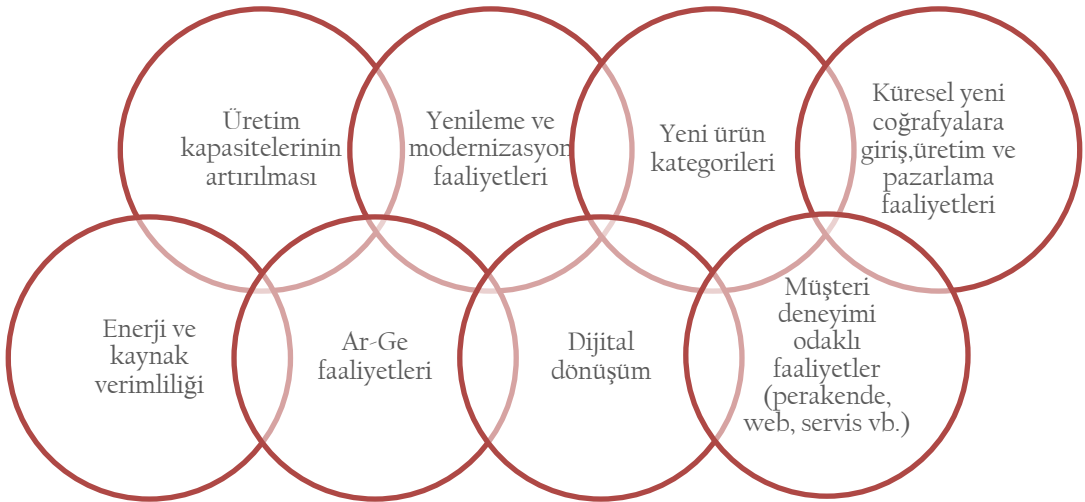 Üretim
kapasitelerinin
artırılması
Yenileme ve
modernizasyon
faaliyetleri
Yeni ürün
kategorileri
Küresel yeni
coğrafyalara
giriş,üretim ve
pazarlama
faaliyetleri
Enerji ve
kaynak
verimliliği
Ar-Ge
faaliyetleri
Dijital
dönüşüm
Müşteri
deneyimi
odaklı
faaliyetler
(perakende,
web, servis vb.)